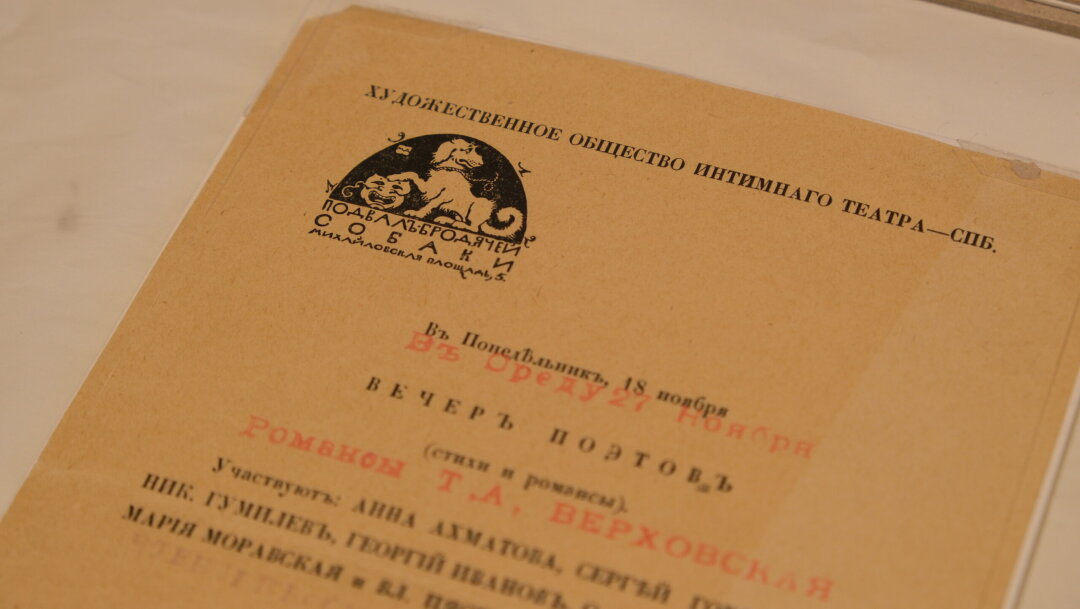 ХУДОЖЕСТВЕННОЕ ОБЩЕСТВО ИНТИМНАГО ТЕАТРА—СПБ.
ПОДВАЛЪ БРОДЯЧЕЙ
СОБАКИ
МИХАЙЛОВСКАЯ ПЛОЩАДЬ, 5.
Въ Понедѣльникъ, 18 ноября
Въ Среду 27 Ноября
ВЕЧЕРЪ ПОЭТОВЪ
(стихи и романсы).
Романсы Т.А, ВЕРХОВСКАЯ
Участвуютъ: АННА АХМАТОВА, СЕРГѢЙ
НИК. ГУМИЛЕВЪ, ГЕОРГІЙ ИВАНОВЪ,
МАРІЯ МОРАВСКАЯ и ВЛ.